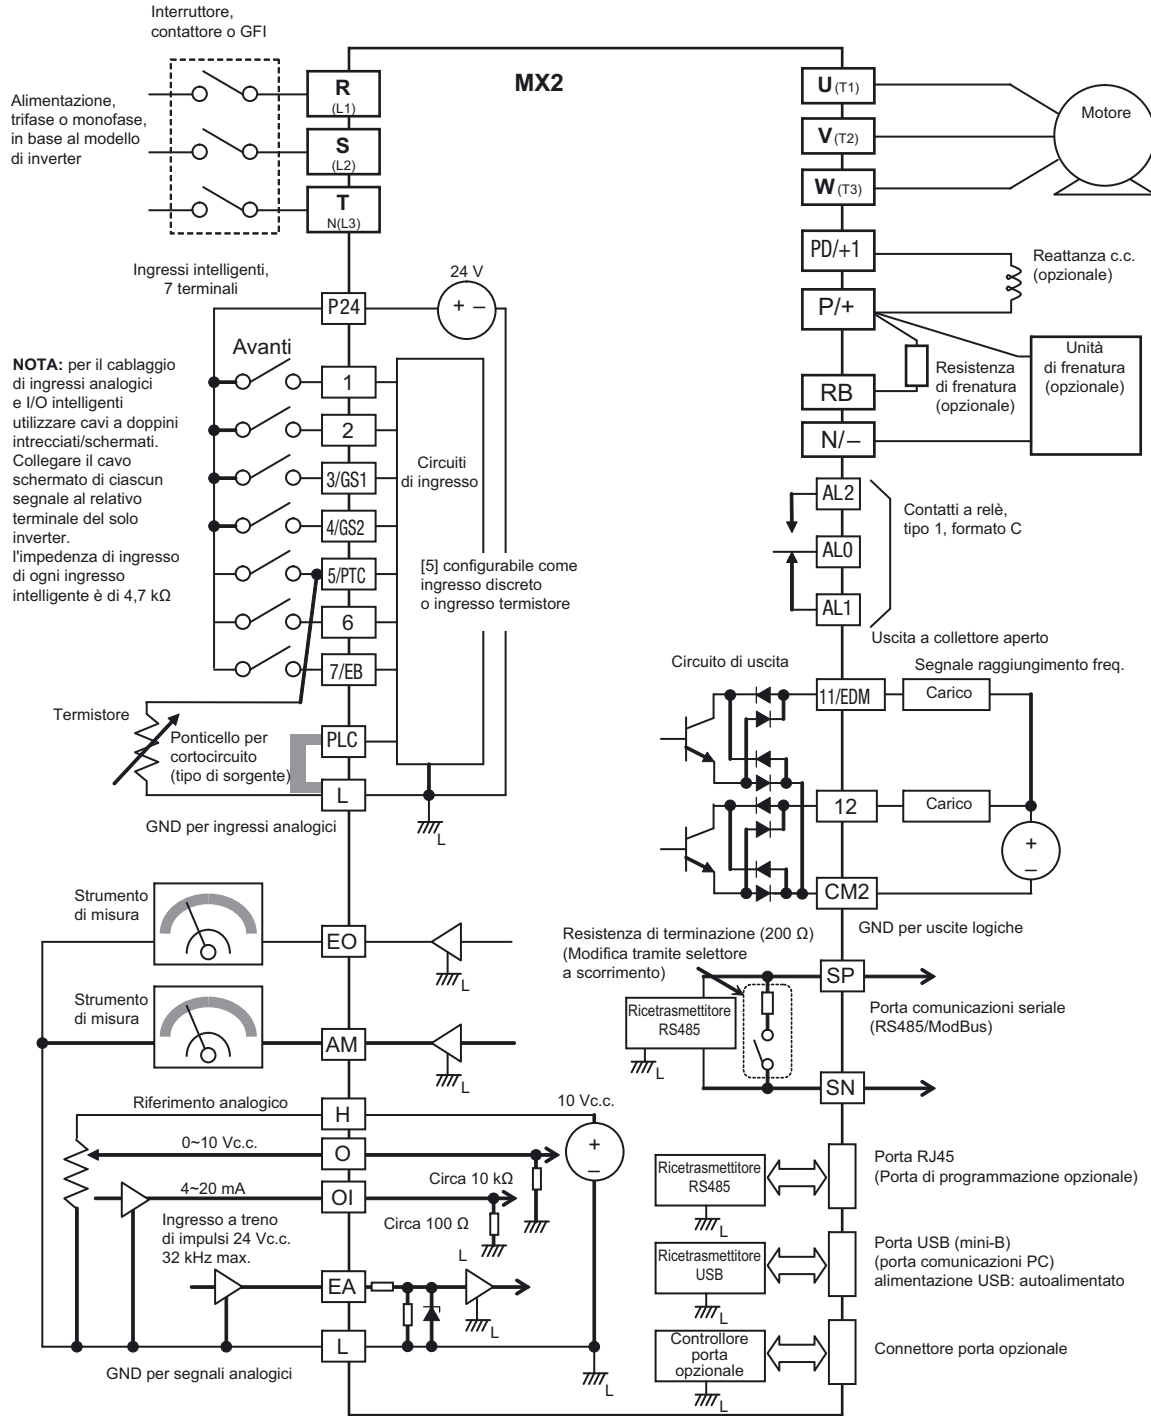 Interruttore,
contattore o GFI
MX2
Alimentazione,
trifase o monofase,
in base al modello
di inverter
R
(L1)
S
(L2)
T
N(L3)
U (T1)
V (T2)
W (T3)
Motore
PD/+1
P/+
RB
N/−
Reattanza c.c.
(opzionale)
Resistenza
di frenatura
(opzionale)
Unità
di frenatura
(opzionale)
Ingressi intelligenti,
7 terminali
P24
24 V
+ −
NOTA: per il cablaggio
di ingressi analogici
e I/O intelligenti
utilizzare cavi a doppini
intrecciati/schermati.
Collegare il cavo
schermato di ciascun
segnale al relativo
terminale del solo
inverter.
l'impedenza di ingresso
di ogni ingresso
intelligente è di 4,7 kΩ
Avanti
1
2
3/GS1
4/GS2
5/PTC
6
7/EB
PLC
L
Circuiti
di ingresso
[5] configurabile come
ingresso discreto
o ingresso termistore
Termistore
Ponticello per
cortocircuito
(tipo di sorgente)
GND per ingressi analogici
L
AL2
AL0
AL1
Contatti a relè,
tipo 1, formato C
Uscita a collettore aperto
Circuito di uscita
Segnale raggiungimento freq.
11/EDM
Carico
12
Carico
+
−
CM2
GND per uscite logiche
Strumento
di misura
EO
L
Strumento
di misura
AM
L
Resistenza di terminazione (200 Ω)
(Modifica tramite selettore
a scorrimento)
Ricetrasmettitore
RS485
L
SP
SN
Porta comunicazioni seriale
(RS485/ModBus)
Riferimento analogico
H
10 Vc.c.
+
−
0~10 Vc.c.
O
4~20 mA
OI
Circa 10 kΩ
Circa 100 Ω
Ingresso a treno
di impulsi 24 Vc.c.
32 kHz max.
EA
L
L
L
GND per segnali analogici
L
Ricetrasmettitore
RS485
L
Porta RJ45
(Porta di programmazione opzionale)
Ricetrasmettitore
USB
L
Porta USB (mini-B)
(porta comunicazioni PC)
alimentazione USB: autoalimentato
Controllore
porta
opzionale
L
Connettore porta opzionale